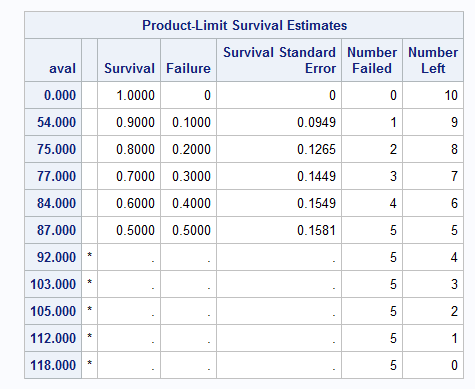 Product-Limit Survival Estimates
aval Survival Failure Survival Standard Error Number Failed Number Left
0.000 1.0000 0 0 0 10
54.000 0.9000 0.1000 0.0949 1 9
75.000 0.8000 0.2000 0.1265 2 8
77.000 0.7000 0.3000 0.1449 3 7
84.000 0.6000 0.4000 0.1549 4 6
87.000 0.5000 0.5000 0.1581 5 5
92.000 * . . . 5 4
103.000 * . . . 5 3
105.000 * . . . 5 2
112.000 * . . . 5 1
118.000 * . . . 5 0